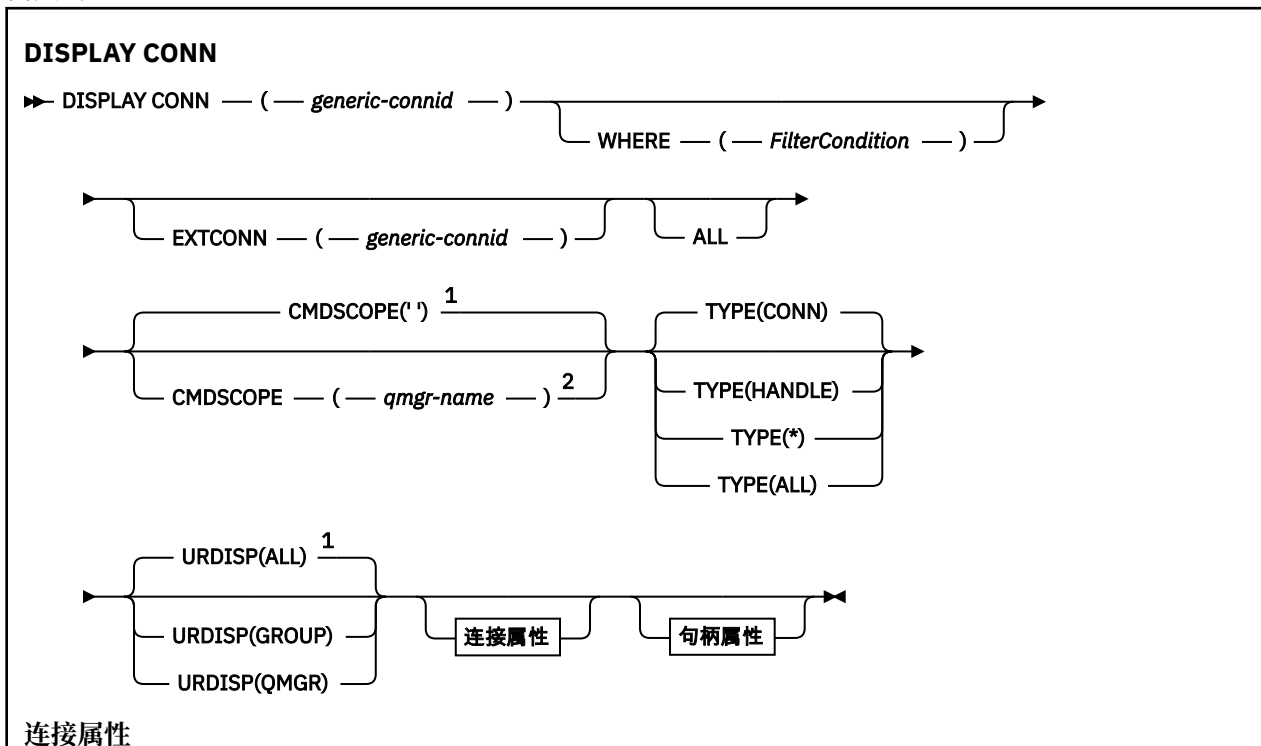 DISPLAY CONN
DISPLAY CONN ( generic-connid )
WHERE ( FilterCondition )
EXTCONN ( generic-connid )
ALL
CMDSCOPE(' ') 1
TYPE(CONN)
CMDSCOPE ( qmgr-name ) 2
TYPE(HANDLE)
TYPE(*)
TYPE(ALL)
URDISP(ALL) 1
URDISP(GROUP)
URDISP(QMGR)
连接属性
句柄属性
连接属性